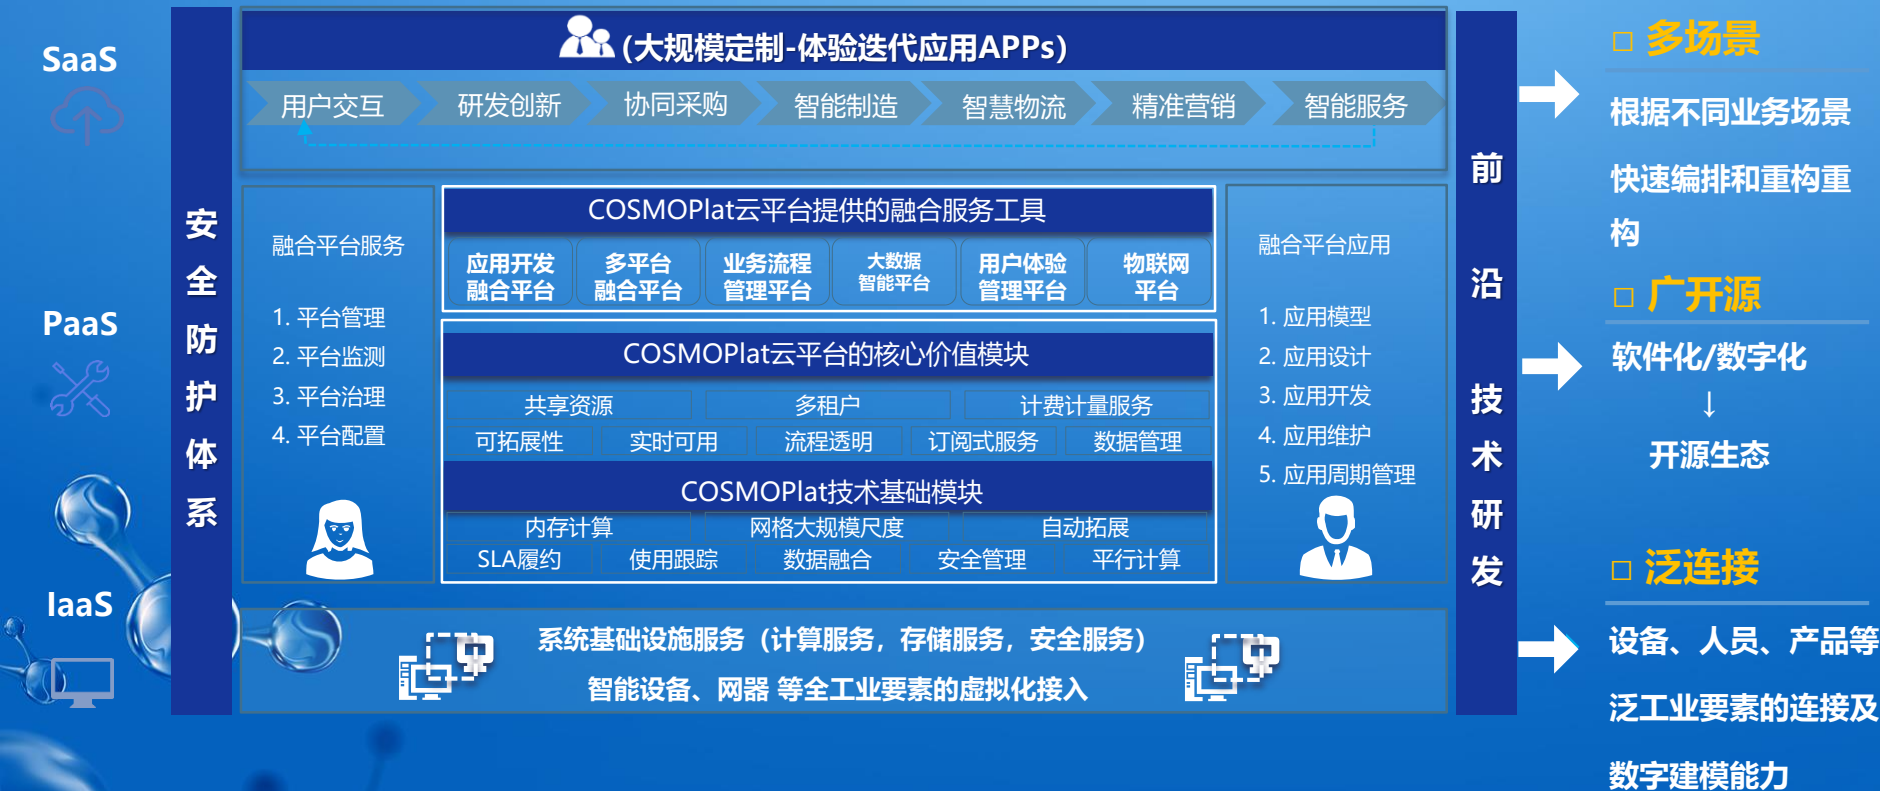 SaaS
PaaS
IaaS
安
全
防
护
体
系
(大规模定制-体验迭代应用APPs)
用户交互
研发创新
协同采购
智能制造
智慧物流
精准营销
智能服务
融合平台服务
1. 平台管理
2. 平台监测
3. 平台治理
4. 平台配置
COSMOPlat云平台提供的融合服务工具
应用开发
融合平台
多平台
融合平台
业务流程
管理平台
大数据
智能平台
用户体验
管理平台
物联网
平台
COSMOPlat云平台的核心价值模块
共享资源
多租户
计费计量服务
可拓展性
实时可用
流程透明
订阅式服务
数据管理
COSMOPlat技术基础模块
内存计算
网格大规模尺度
自动拓展
SLA履约
使用跟踪
数据融合
安全管理
平行计算
融合平台应用
1. 应用模型
2. 应用设计
3. 应用开发
4. 应用维护
5. 应用周期管理
系统基础设施服务（计算服务，存储服务，安全服务）
智能设备、网器 等全工业要素的虚拟化接入
前
沿
技
术
研
发
□ 多场景
根据不同业务场景
快速编排和重构重
构
□ 广开源
软件化/数字化
↓
开源生态
□ 泛连接
设备、人员、产品等
泛工业要素的连接及
数字建模能力